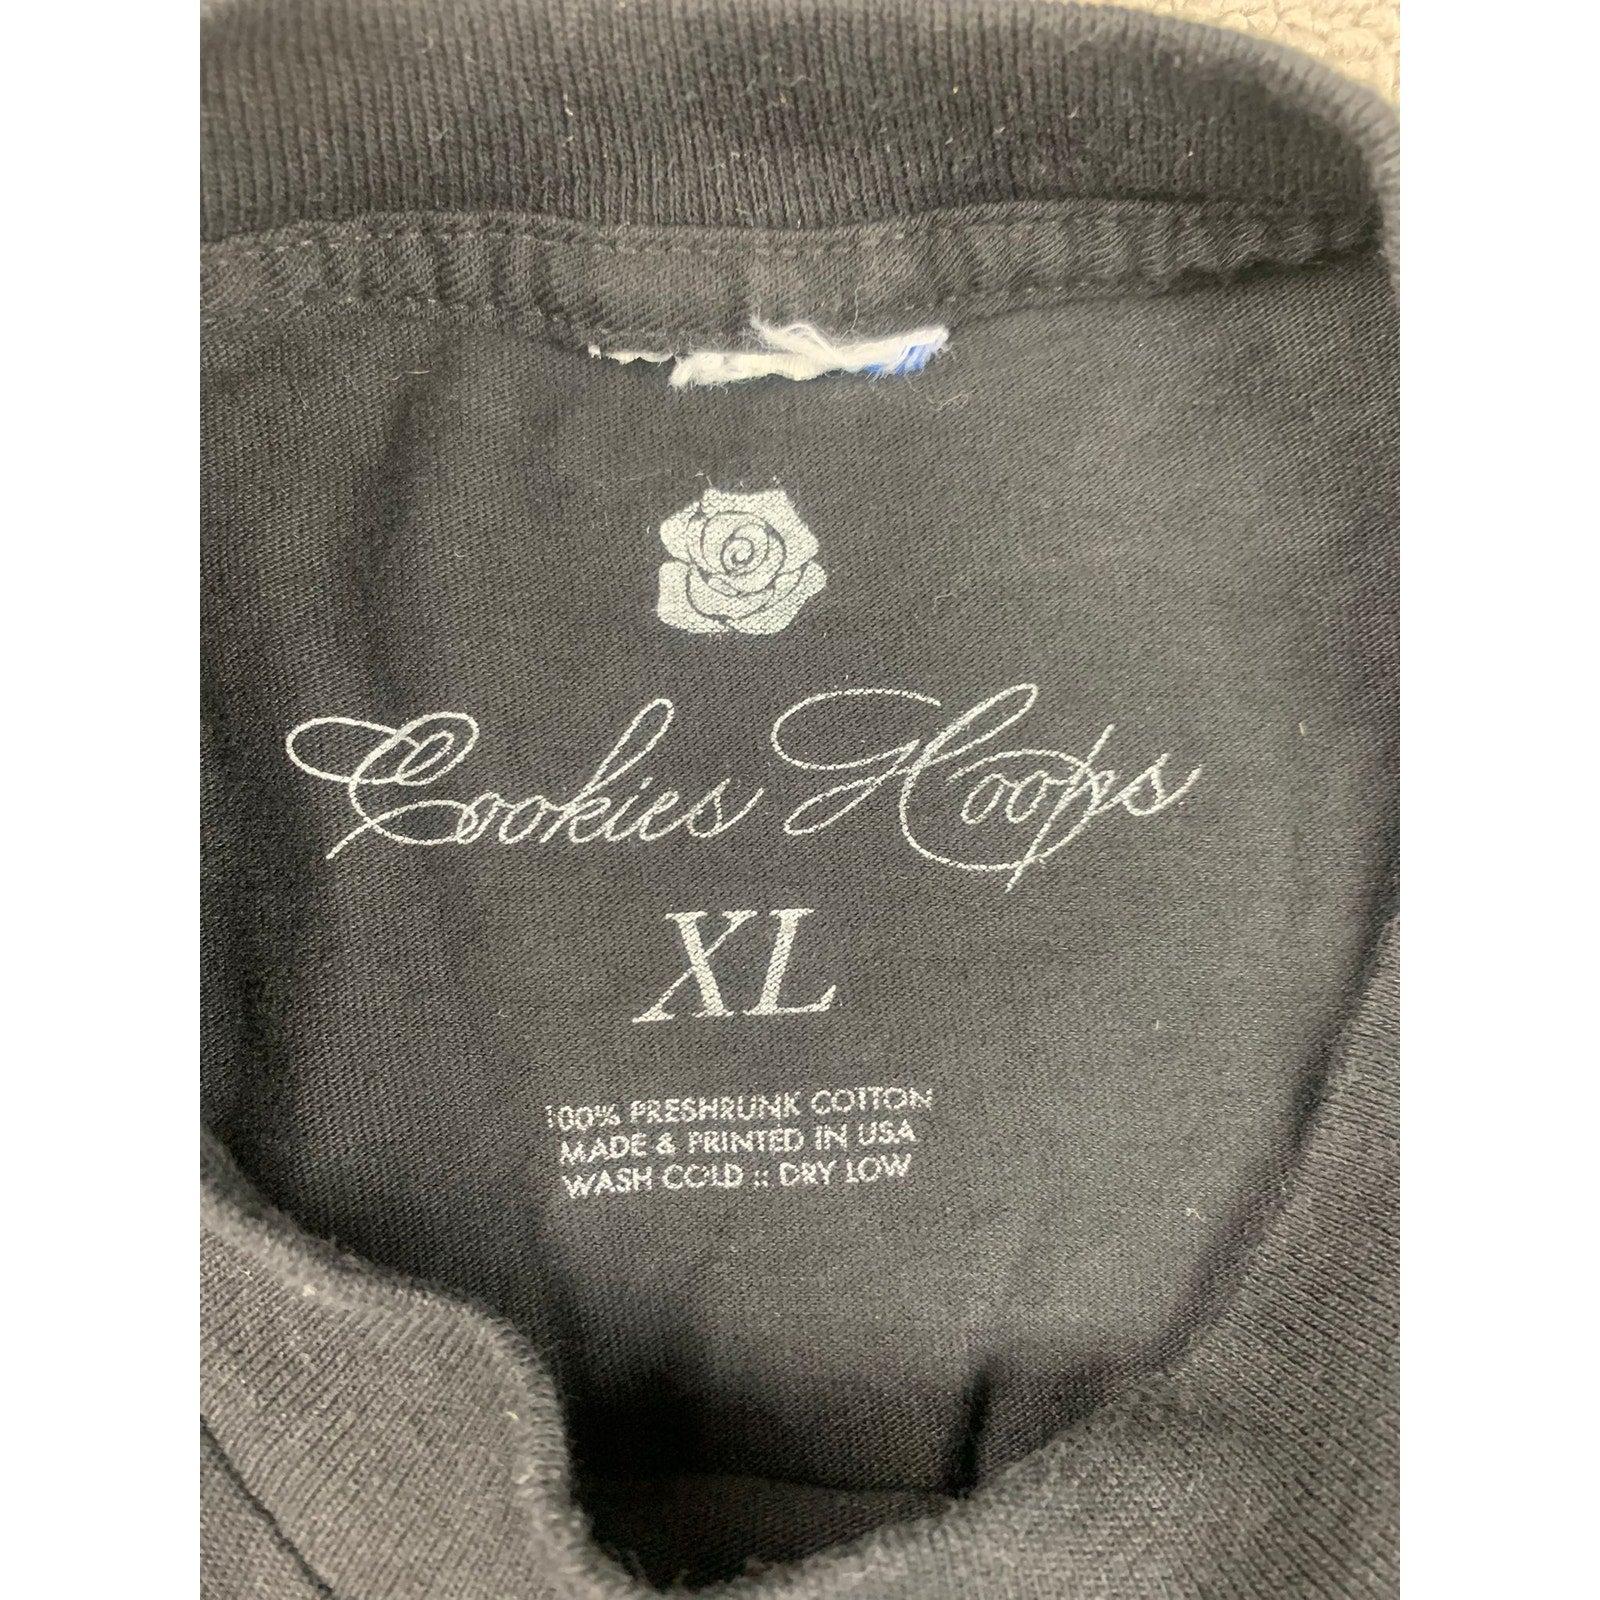 Cookies Hoops
XL
100% PRESHRUNK COTTON
MADE & PRINTED IN USA
WASH COLD :: DRY LOW